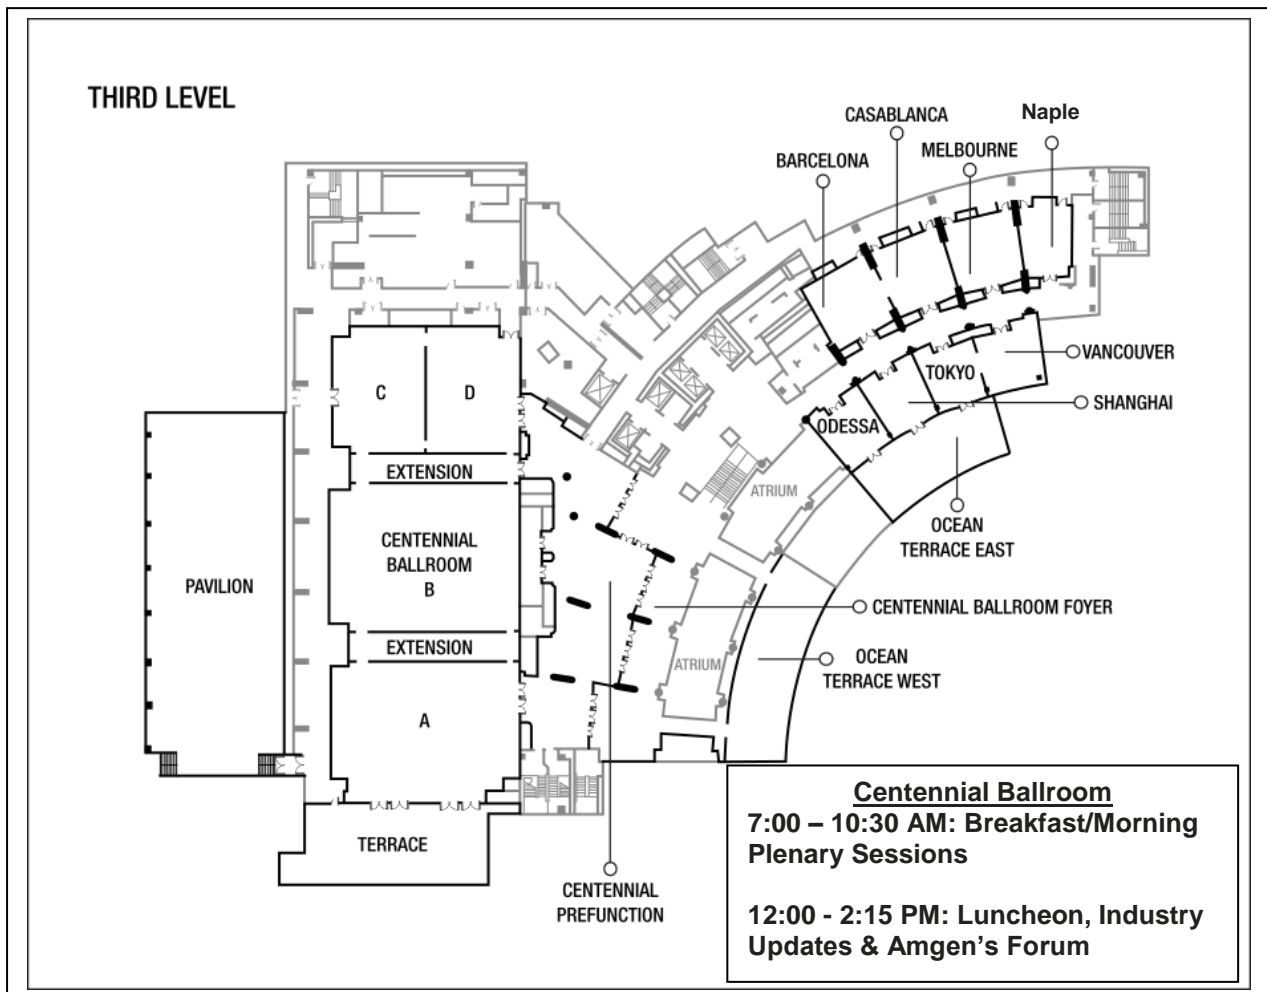 THIRD LEVEL
CASABLANCA
Naple
BARCELONA
MELBOURNE
VANCOUVER
TOKYO
SHANGHAI
ODESSA
C
D
EXTENSION
ATRIUM
OCEAN
TERRACE EAST
CENTENNIAL
BALLROOM
B
PAVILION
CENTENNIAL BALLROOM FOYER
EXTENSION
OCEAN
TERRACE WEST
ATRIUM
A
TERRACE
CENTENNIAL
PREFUNCTION
Centennial Ballroom
7:00 – 10:30 AM: Breakfast/Morning
Plenary Sessions
12:00 - 2:15 PM: Luncheon, Industry
Updates & Amgen’s Forum